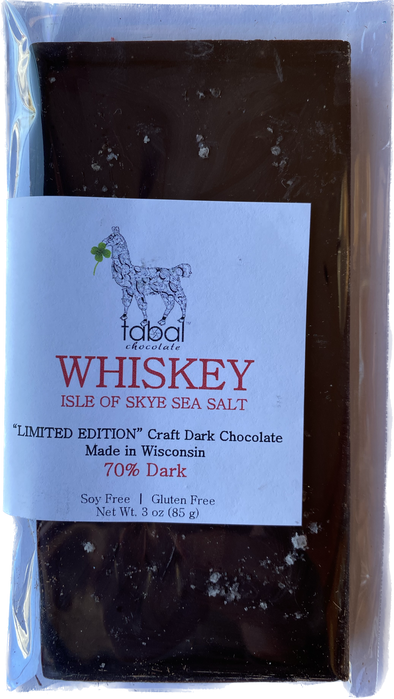 tabal
chocolate
WHISKEY
ISLE OF SKYE SEA SALT
“LIMITED EDITION” Craft Dark Chocolate
Made in Wisconsin
70% Dark
Soy Free | Gluten Free
Net Wt. 3 oz (85 g)